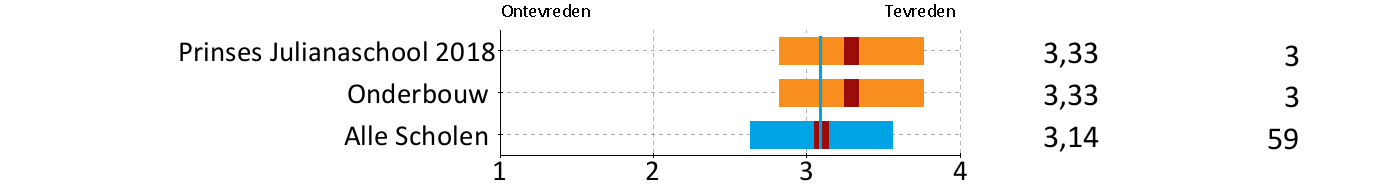 Ontevreden Tevreden
Prinses Julianaschool 2018 3,33 3
Onderbouw 3,33 3
Alle Scholen 3,14 59
1 2 3 4